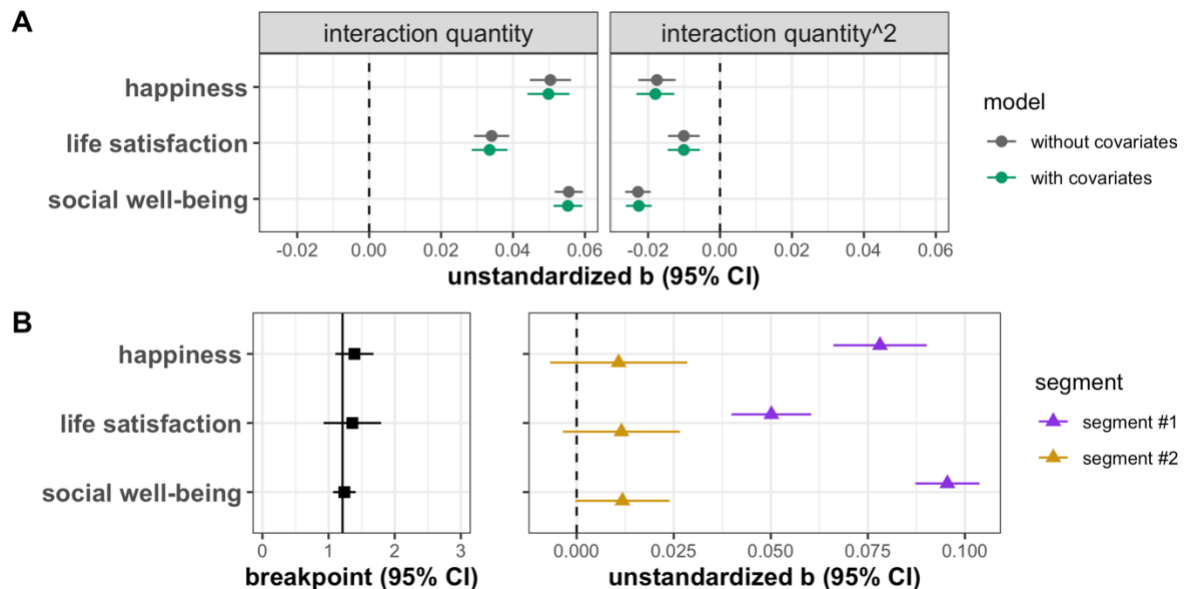 A
interaction quantity
interaction quantity^2
happiness
life satisfaction
social well-being
-0.02 0.00 0.02 0.04 0.06
-0.02 0.00 0.02 0.04 0.06
unstandardized b (95% CI)
model
without covariates
with covariates
B
happiness
life satisfaction
social well-being
0 1 2 3
breakpoint (95% CI)
0.000 0.025 0.050 0.075 0.100
unstandardized b (95% CI)
segment
segment #1
segment #2